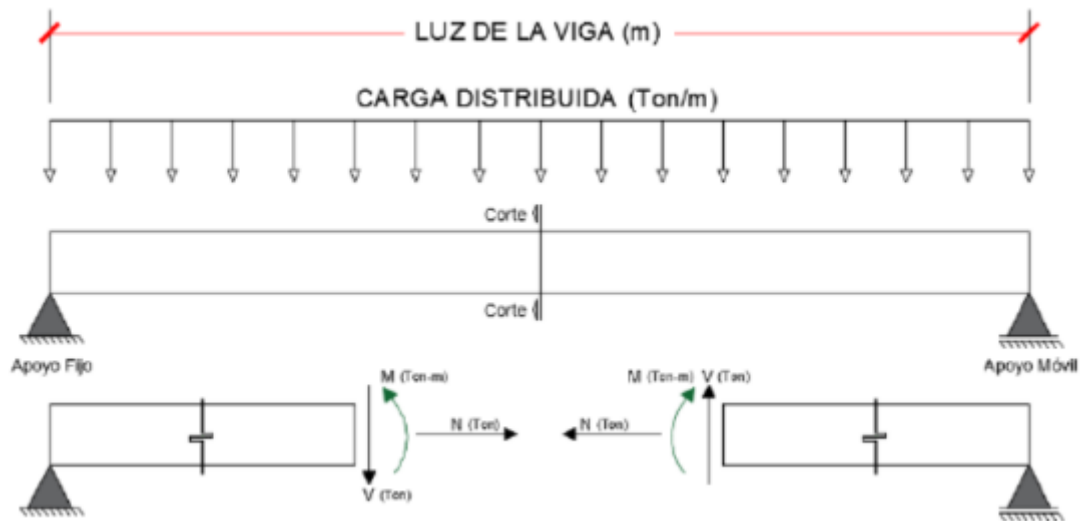 LUZ DE LA VIGA (m)
CARGA DISTRIBUIDA (Ton/m)
Corte
Corte
Apoyo Fijo
Apoyo Móvil
M (Ton-m)
M (Ton-m) V (Ton)
N (Ton)
N (Ton)
V (Ton)